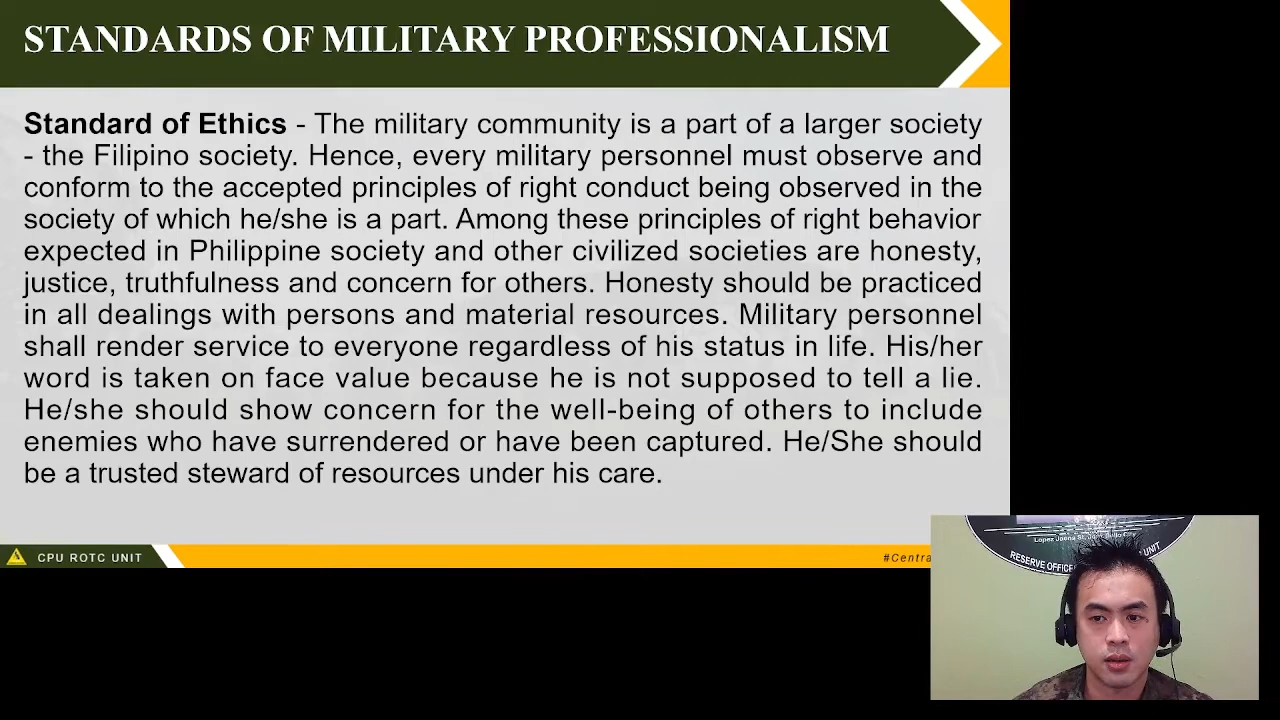 STANDARDS OF MILITARY PROFESSIONALISM
Standard of Ethics - The military community is a part of a larger society
- the Filipino society. Hence, every military personnel must observe and
conform to the accepted principles of right conduct being observed in the
society of which he/she is a part. Among these principles of right behavior
expected in Philippine society and other civilized societies are honesty,
justice, truthfulness and concern for others. Honesty should be practiced
in all dealings with persons and material resources. Military personnel
shall render service to everyone regardless of his status in life. His/her
word is taken on face value because he is not supposed to tell a lie.
He/she should show concern for the well-being of others to include
enemies who have surrendered or have been captured. He/She should
be a trusted steward of resources under his care.
CPU ROTC UNIT
#Centra
Lopez Jaena St., Jaro, Iloilo City
RESERVE OFFICE
UNIT